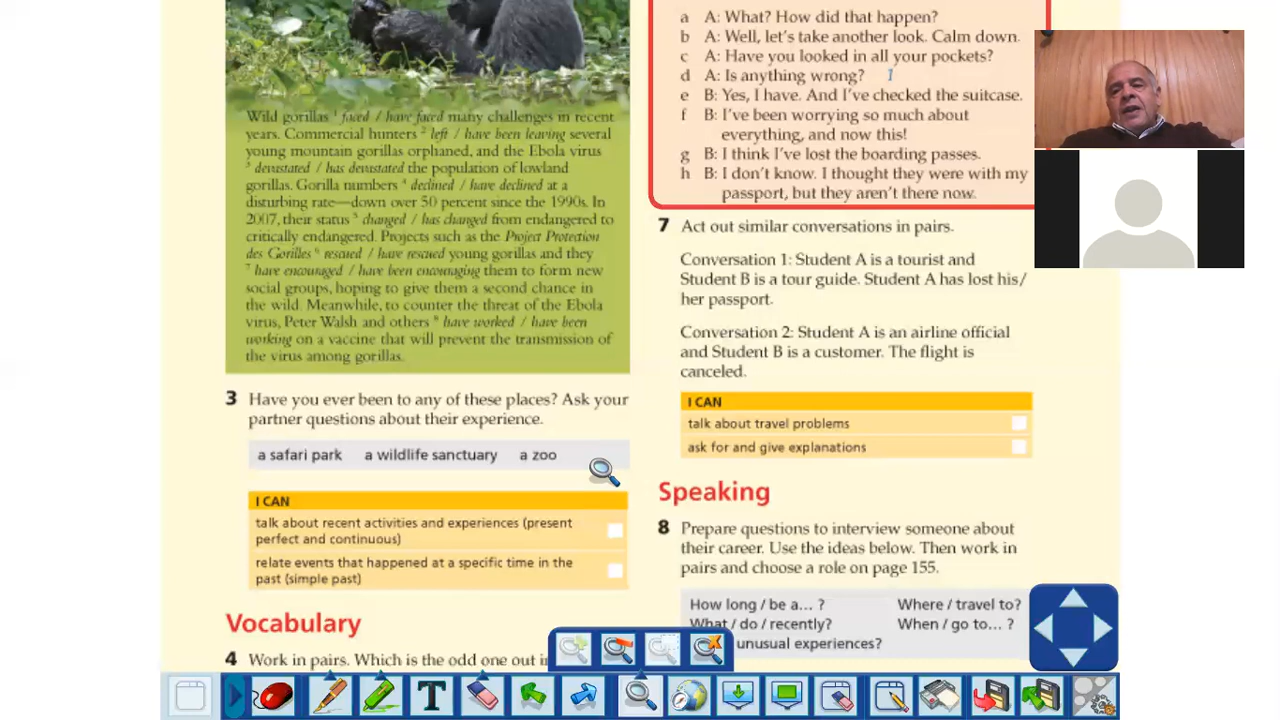 Wild gorillas ¹ faced / have faced many challenges in recent
years. Commercial hunters ² left / have been leaving several
young mountain gorillas orphaned, and the Ebola virus
³ devastated / has devastated the population of lowland
gorillas. Gorilla numbers ⁴ declined / have declined at a
disturbing rate—down over 50 percent since the 1990s. In
2007, their status ⁵ changed / has changed from endangered to
critically endangered. Projects such as the Project Protection
des Gorilles ⁶ rescued / have rescued young gorillas and they
⁷ have encouraged / have been encouraging them to form new
social groups, hoping to give them a second chance in
the wild. Meanwhile, to counter the threat of the Ebola
virus, Peter Walsh and others ⁸ have worked / have been
working on a vaccine that will prevent the transmission of
the virus among gorillas.
3 Have you ever been to any of these places? Ask your
partner questions about their experience.
a safari park a wildlife sanctuary a zoo
I CAN
talk about recent activities and experiences (present
perfect and continuous)
relate events that happened at a specific time in the
past (simple past)
Vocabulary
4 Work in pairs. Which is the odd one out in
a A: What? How did that happen?
b A: Well, let's take another look. Calm down.
c A: Have you looked in all your pockets?
d A: Is anything wrong? 1
e B: Yes, I have. And I've checked the suitcase.
f B: I've been worrying so much about
everything, and now this!
g B: I think I've lost the boarding passes.
h B: I don't know. I thought they were with my
passport, but they aren't there now.
7 Act out similar conversations in pairs.
Conversation 1: Student A is a tourist and
Student B is a tour guide. Student A has lost his/
her passport.
Conversation 2: Student A is an airline official
and Student B is a customer. The flight is
canceled.
I CAN
talk about travel problems
ask for and give explanations
Speaking
8 Prepare questions to interview someone about
their career. Use the ideas below. Then work in
pairs and choose a role on page 155.
How long / be a... ? Where / travel to?
What / do / recently? When / go to... ?
unusual experiences?
T